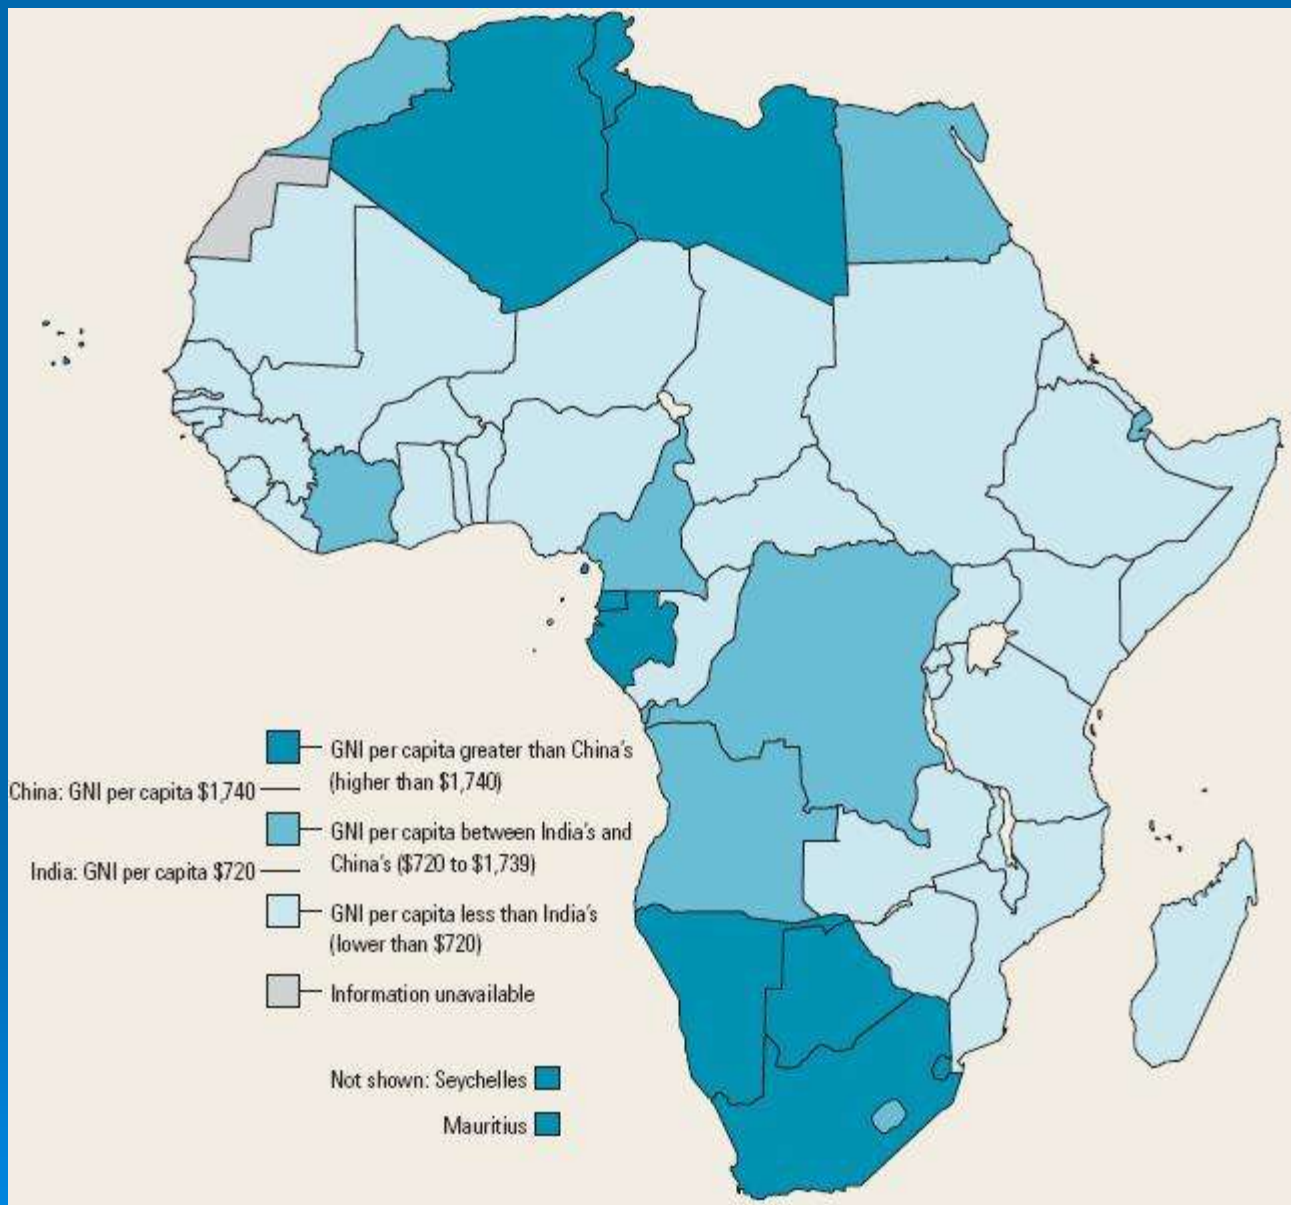 GNI per capita greater than China's
(higher than $1,740)
China: GNI per capita $1,740
GNI per capita between India's and
China's ($720 to $1,739)
India: GNI per capita $720
GNI per capita less than India's
(lower than $720)
Information unavailable
Not shown: Seychelles
Mauritius